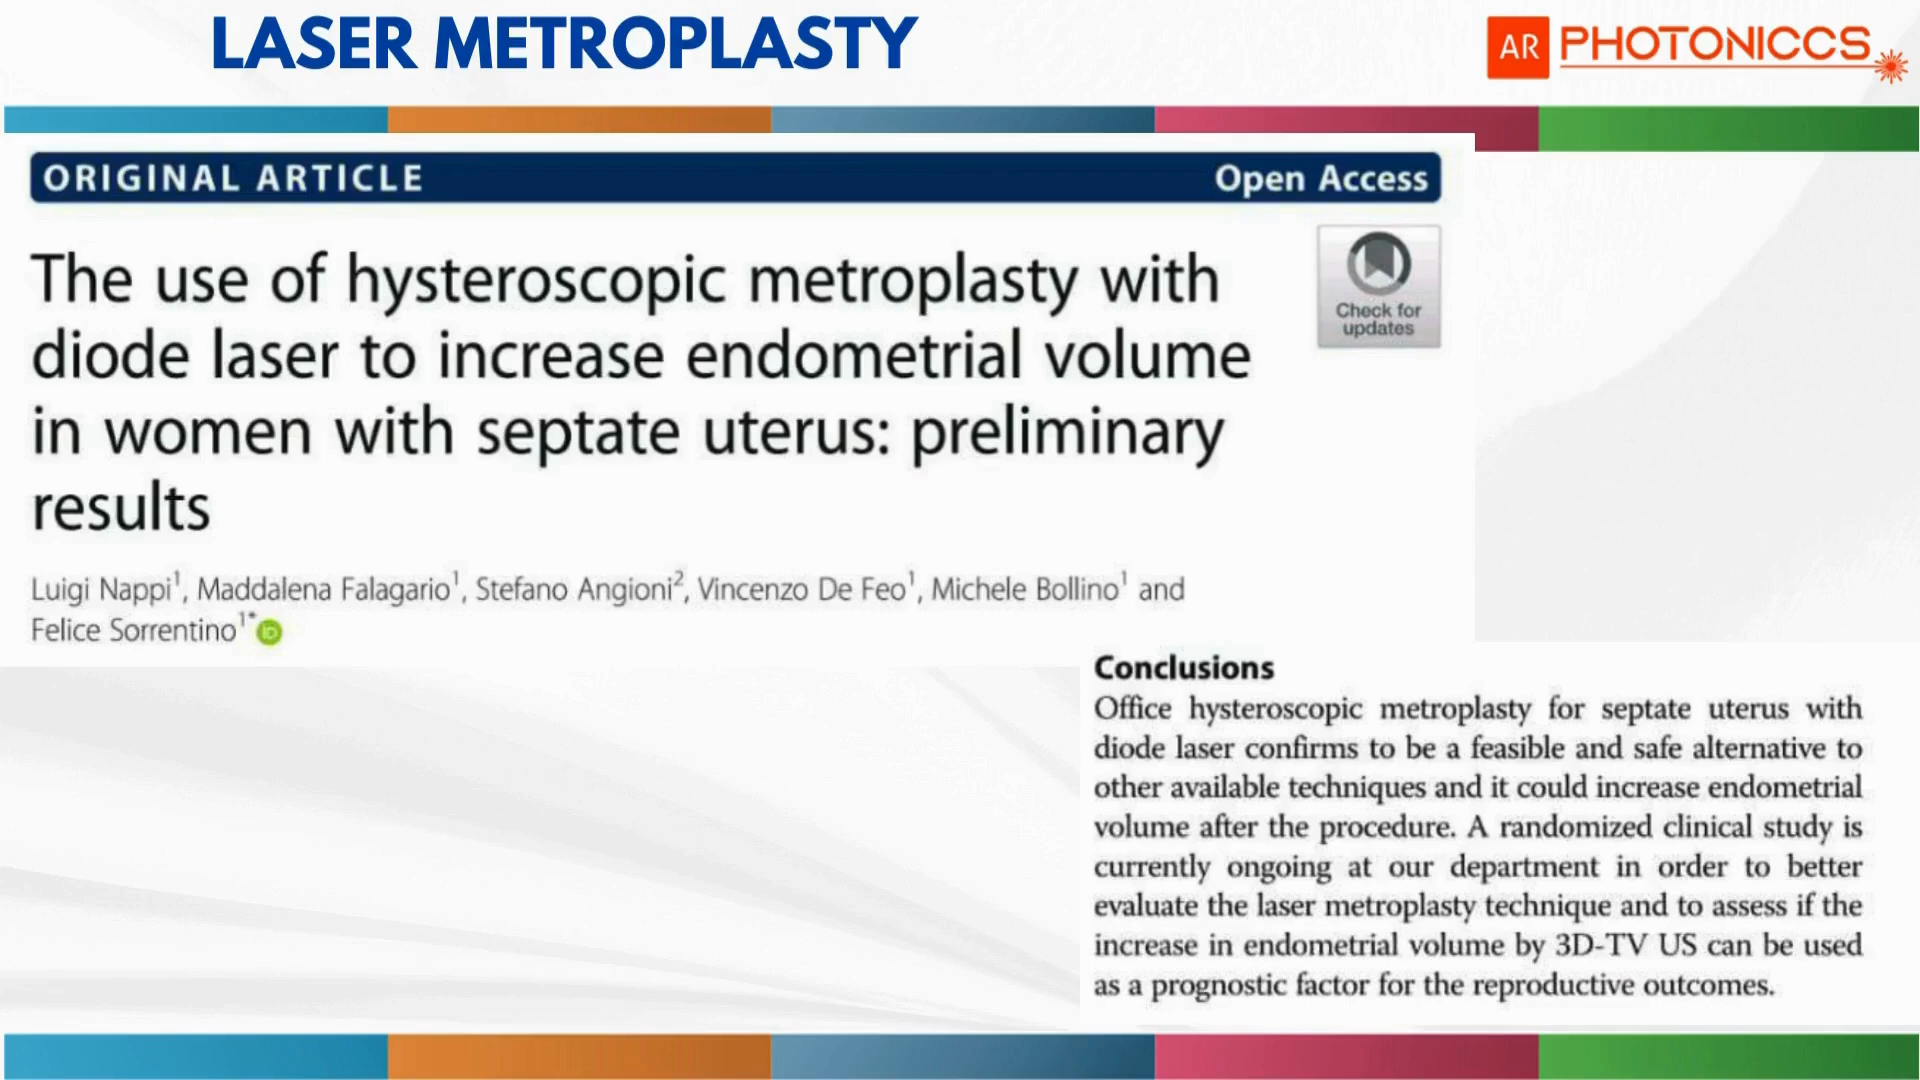 LASER METROPLASTY
AR PHOTONICCS
ORIGINAL ARTICLE Open Access
The use of hysteroscopic metroplasty with
diode laser to increase endometrial volume
in women with septate uterus: preliminary
results
Check for
updates
Luigi Nappi1, Maddalena Falagario1, Stefano Angioni2, Vincenzo De Feo1, Michele Bollino1 and
Felice Sorrentino1* iD
Conclusions
Office hysteroscopic metroplasty for septate uterus with
diode laser confirms to be a feasible and safe alternative to
other available techniques and it could increase endometrial
volume after the procedure. A randomized clinical study is
currently ongoing at our department in order to better
evaluate the laser metroplasty technique and to assess if the
increase in endometrial volume by 3D-TV US can be used
as a prognostic factor for the reproductive outcomes.